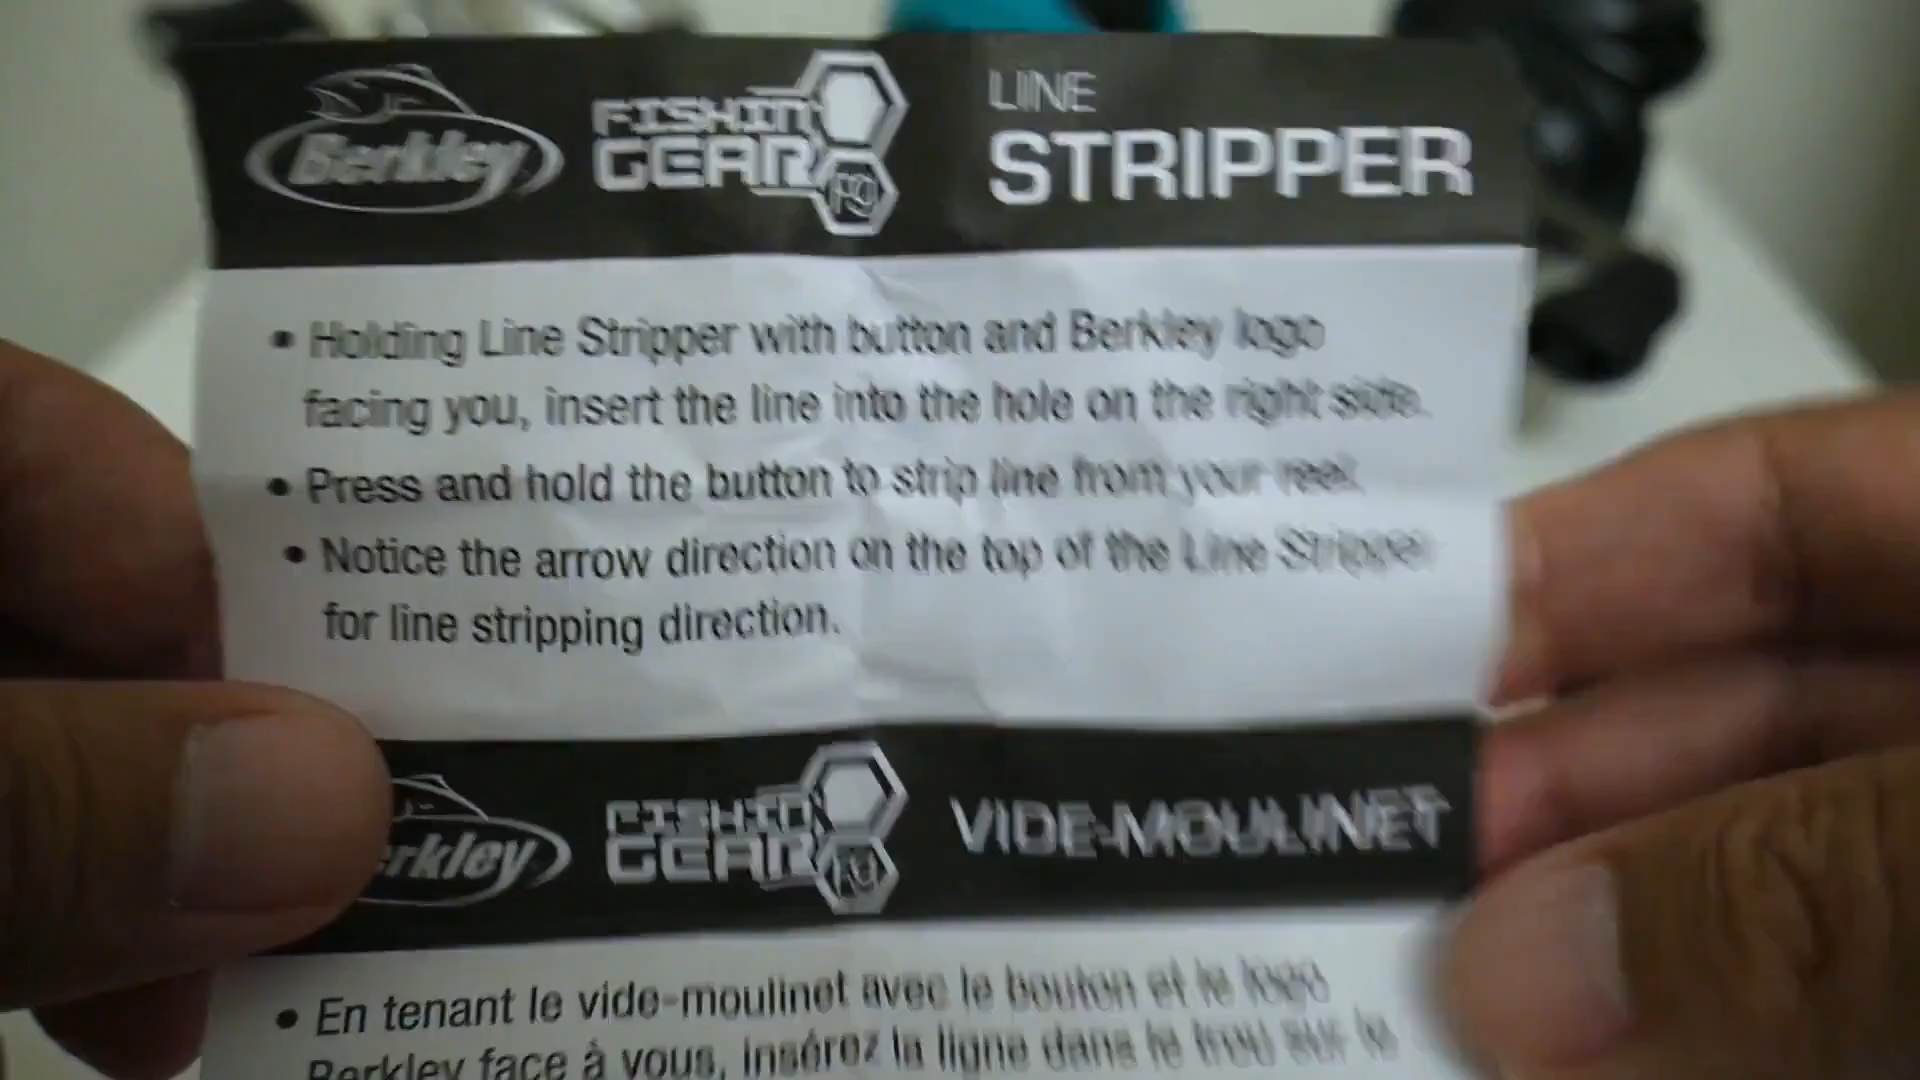 Berkley FISHIN GEAR FG LINE STRIPPER
• Holding Line Stripper with button and Berkley logo
facing you, insert the line into the hole on the right side.
• Press and hold the button to strip line from your reel.
• Notice the arrow direction on the top of the Line Stripper
for line stripping direction.
rkley FISHIN GEAR FG VIDE-MOULINET
• En tenant le vide-moulinet avec le bouton et le logo
Berkley face à vous, insérez la ligne dans le trou sur le